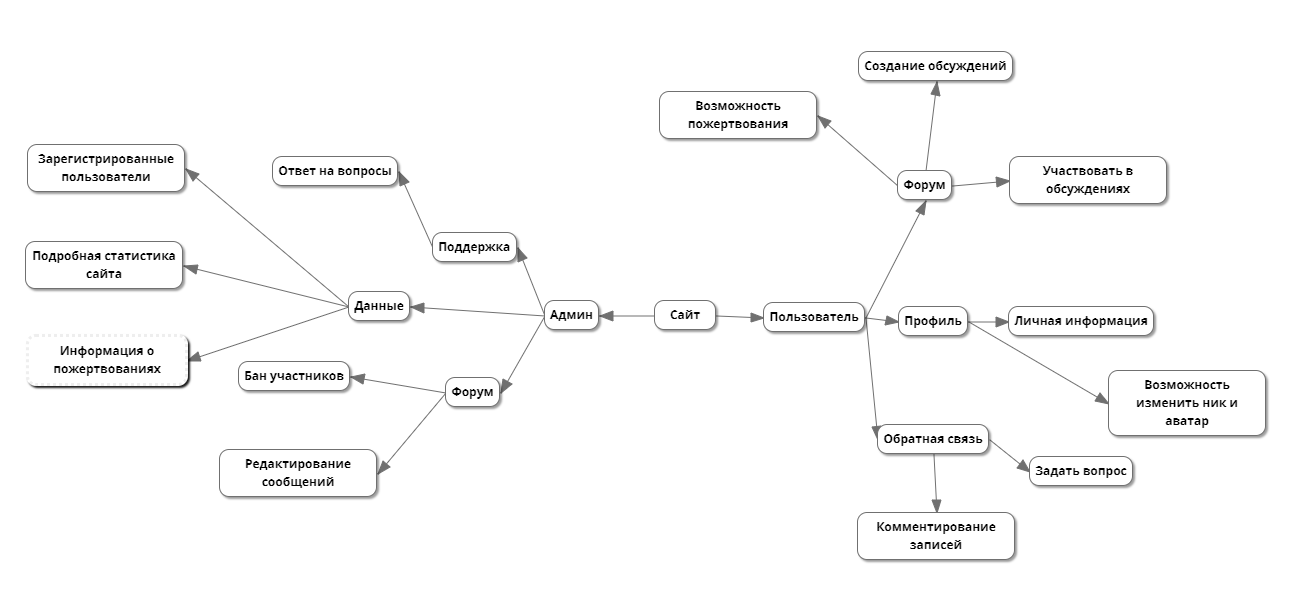 Создание обсуждений
Возможность
пожертвования
Зарегистрированные
пользователи
Ответ на вопросы
Форум
Участвовать в
обсуждениях
Поддержка
Подробная статистика
сайта
Данные
Админ
Сайт
Пользователь
Профиль
Личная информация
Информация о
пожертвованиях
Бан участников
Форум
Возможность
изменить ник и
аватар
Обратная связь
Редактирование
сообщений
Задать вопрос
Комментирование
записей